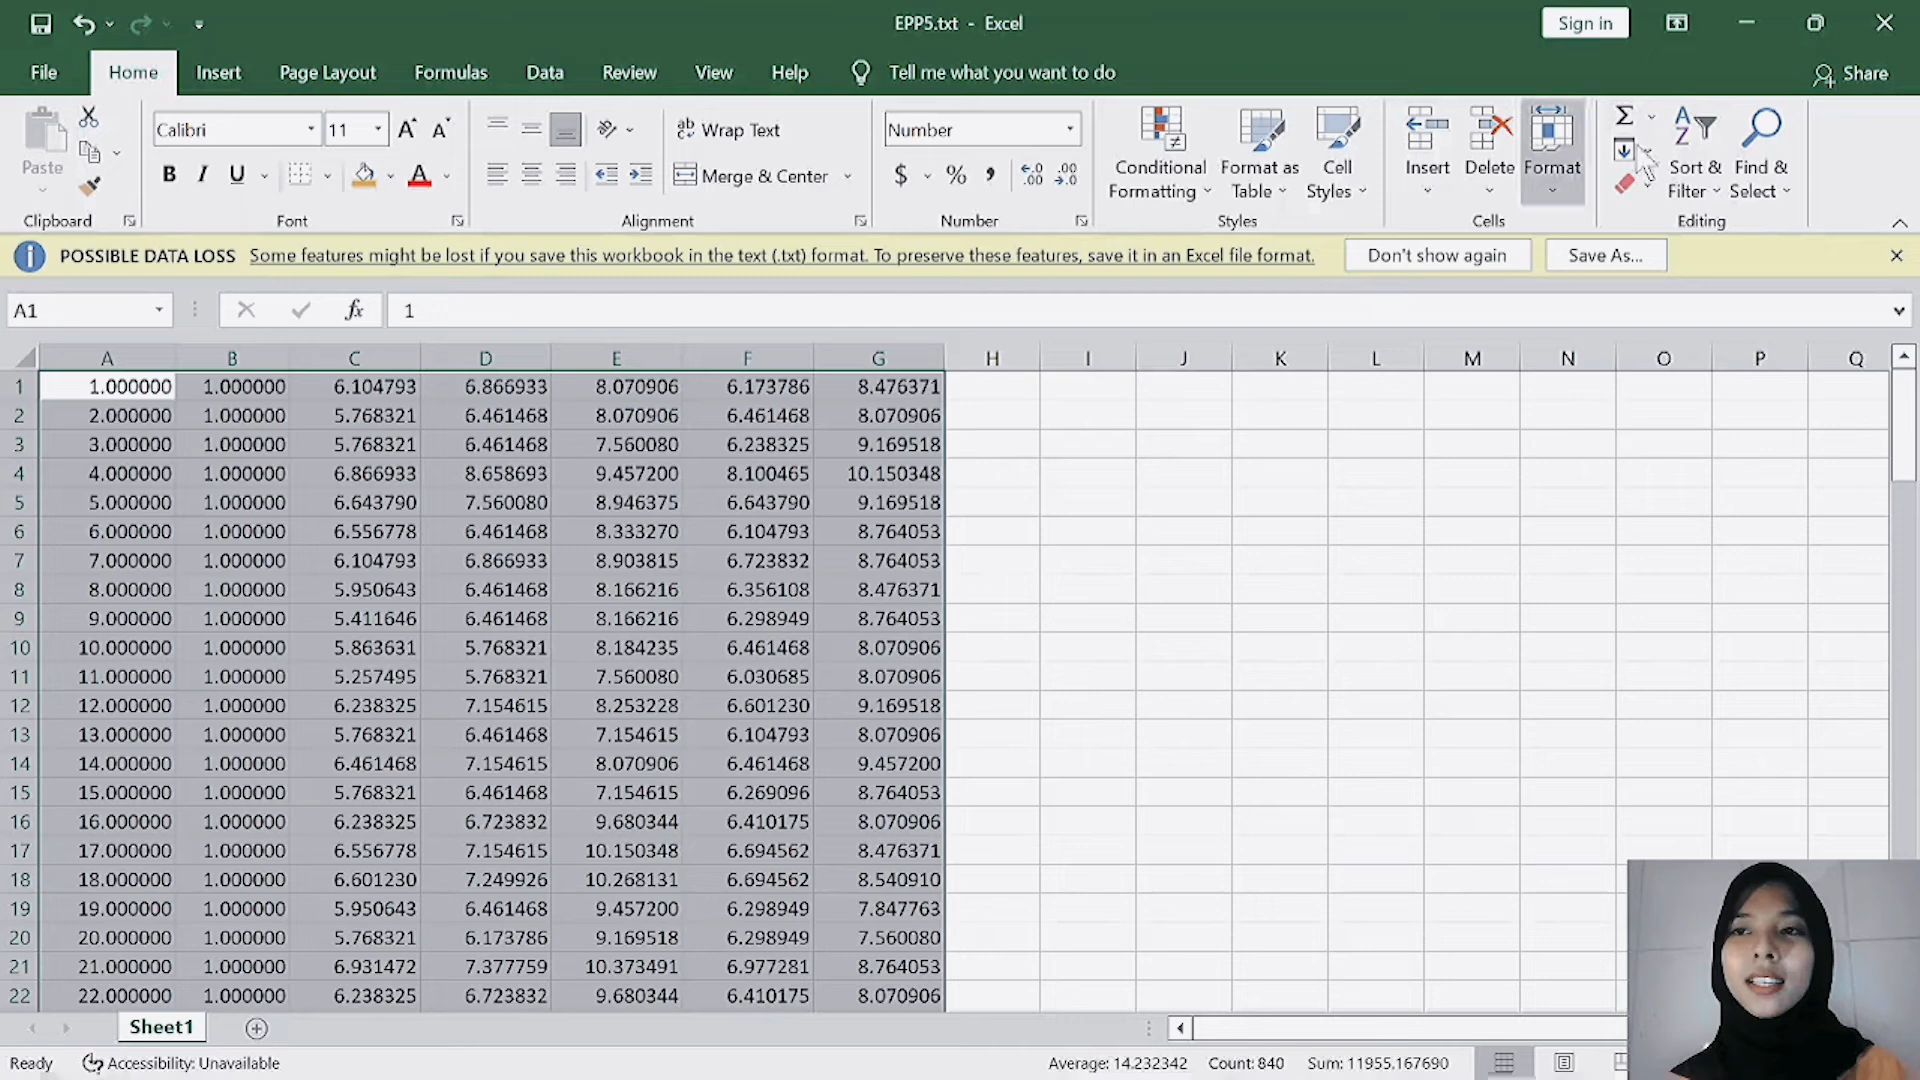 EPP5.txt - Excel
Sign in
File Home Insert Page Layout Formulas Data Review View Help Tell me what you want to do Share
Paste
Clipboard
Calibri 11
B I U
Font
Wrap Text
Merge & Center
Alignment
Number
$ % 9
Number
Conditional Formatting
Format as Table
Cell Styles
Styles
Insert Delete Format
Cells
Sort & Filter
Find & Select
Editing
POSSIBLE DATA LOSS Some features might be lost if you save this workbook in the text (.txt) format. To preserve these features, save it in an Excel file format. Don't show again Save As...
A1 fx 1
A B C D E F G H I J K L M N O P Q
1 1.000000 1.000000 6.104793 6.866933 8.070906 6.173786 8.476371
2 2.000000 1.000000 5.768321 6.461468 8.070906 6.461468 8.070906
3 3.000000 1.000000 5.768321 6.461468 7.560080 6.238325 9.169518
4 4.000000 1.000000 6.866933 8.658693 9.457200 8.100465 10.150348
5 5.000000 1.000000 6.643790 7.560080 8.946375 6.643790 9.169518
6 6.000000 1.000000 6.556778 6.461468 8.333270 6.104793 8.764053
7 7.000000 1.000000 6.104793 6.866933 8.903815 6.723832 8.764053
8 8.000000 1.000000 5.950643 6.461468 8.166216 6.356108 8.476371
9 9.000000 1.000000 5.411646 6.461468 8.166216 6.298949 8.764053
10 10.000000 1.000000 5.863631 5.768321 8.184235 6.461468 8.070906
11 11.000000 1.000000 5.257495 5.768321 7.560080 6.030685 8.070906
12 12.000000 1.000000 6.238325 7.154615 8.253228 6.601230 9.169518
13 13.000000 1.000000 5.768321 6.461468 7.154615 6.104793 8.070906
14 14.000000 1.000000 6.461468 7.154615 8.070906 6.461468 9.457200
15 15.000000 1.000000 5.768321 6.461468 7.154615 6.269096 8.764053
16 16.000000 1.000000 6.238325 6.723832 9.680344 6.410175 8.070906
17 17.000000 1.000000 6.556778 7.154615 10.150348 6.694562 8.476371
18 18.000000 1.000000 6.601230 7.249926 10.268131 6.694562 8.540910
19 19.000000 1.000000 5.950643 6.461468 9.457200 6.298949 7.847763
20 20.000000 1.000000 5.768321 6.173786 9.169518 6.298949 7.560080
21 21.000000 1.000000 6.931472 7.377759 10.373491 6.977281 8.764053
22 22.000000 1.000000 6.238325 6.723832 9.680344 6.410175 8.070906
Sheet1
Ready Accessibility: Unavailable Average: 14.232342 Count: 840 Sum: 11955.167690